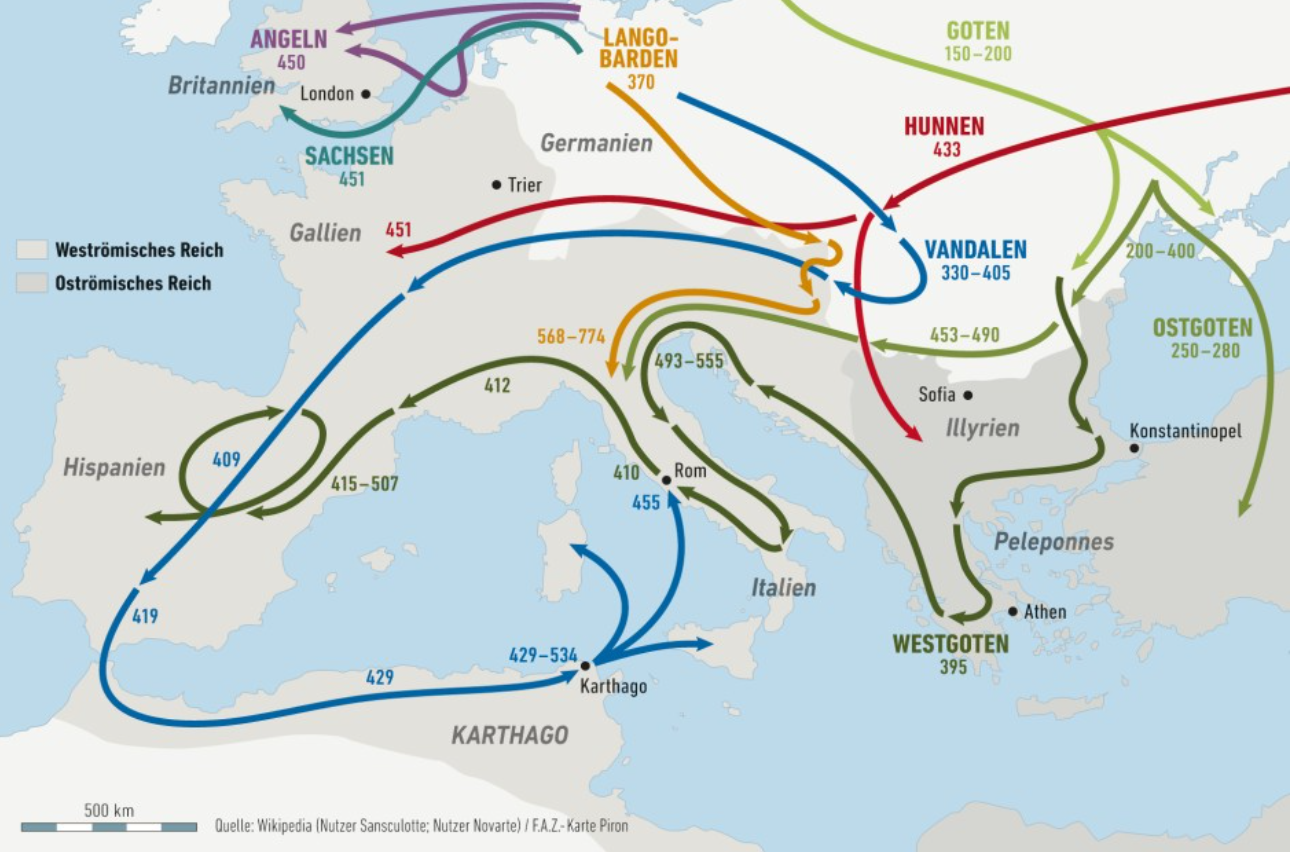 ANGELN
450
LANGO-
BARDEN
370
GOTEN
150–200
Britannien
London
HUNNEN
433
Germanien
SACHSEN
451
Trier
Gallien
451
Weströmisches Reich
Oströmisches Reich
VANDALEN
330–405
200–400
OSTGOTEN
250–280
568–774
453–490
493–555
412
Sofia
Illyrien
Konstantinopel
Hispanien
409
415–507
410
Rom
455
Peleponnes
Italien
419
Athen
WESTGOTEN
395
429–534
429
Karthago
KARTHAGO
500 km
Quelle: Wikipedia (Nutzer Sansculotte; Nutzer Novarte) / F.A.Z.-Karte Piron